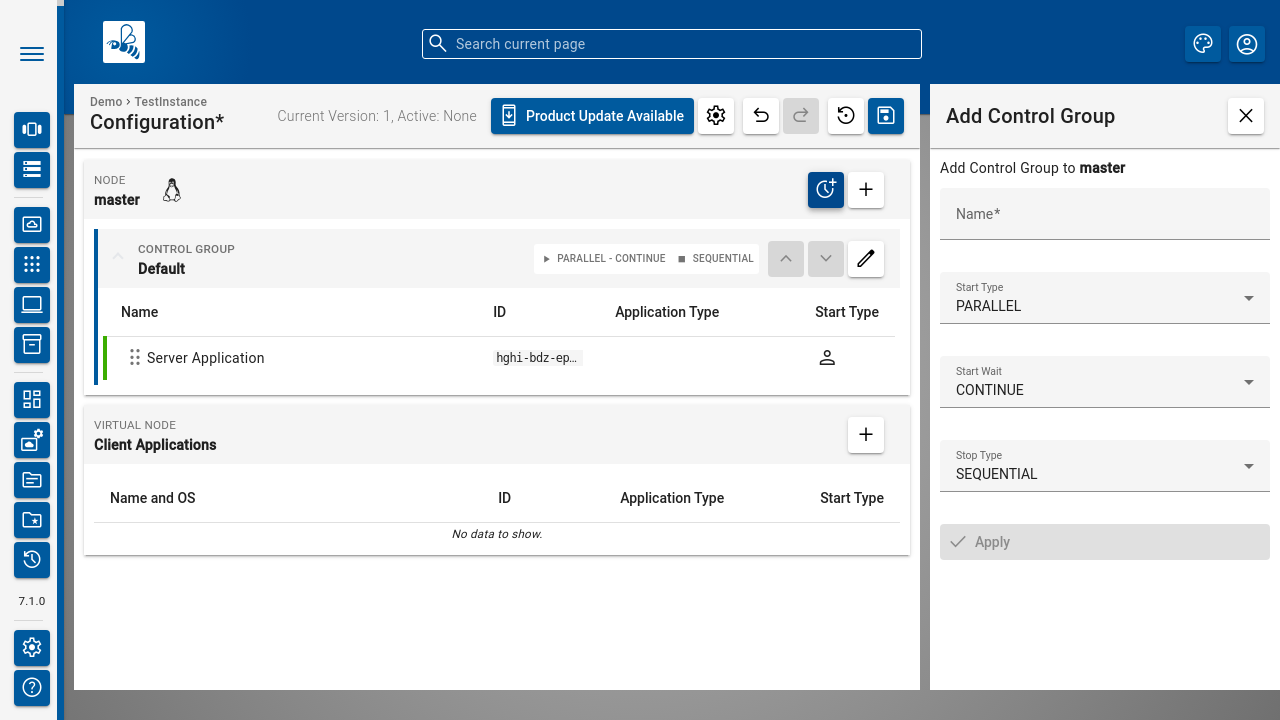 Search current page
Demo › TestInstance
Configuration*
Current Version: 1, Active: None
Product Update Available
NODE
master
CONTROL GROUP
Default
PARALLEL - CONTINUE
SEQUENTIAL
Name
ID
Application Type
Start Type
Server Application
hghi-bdz-ep…
VIRTUAL NODE
Client Applications
Name and OS
ID
Application Type
Start Type
No data to show.
7.1.0
Add Control Group
Add Control Group to master
Name*
Start Type
PARALLEL
Start Wait
CONTINUE
Stop Type
SEQUENTIAL
Apply